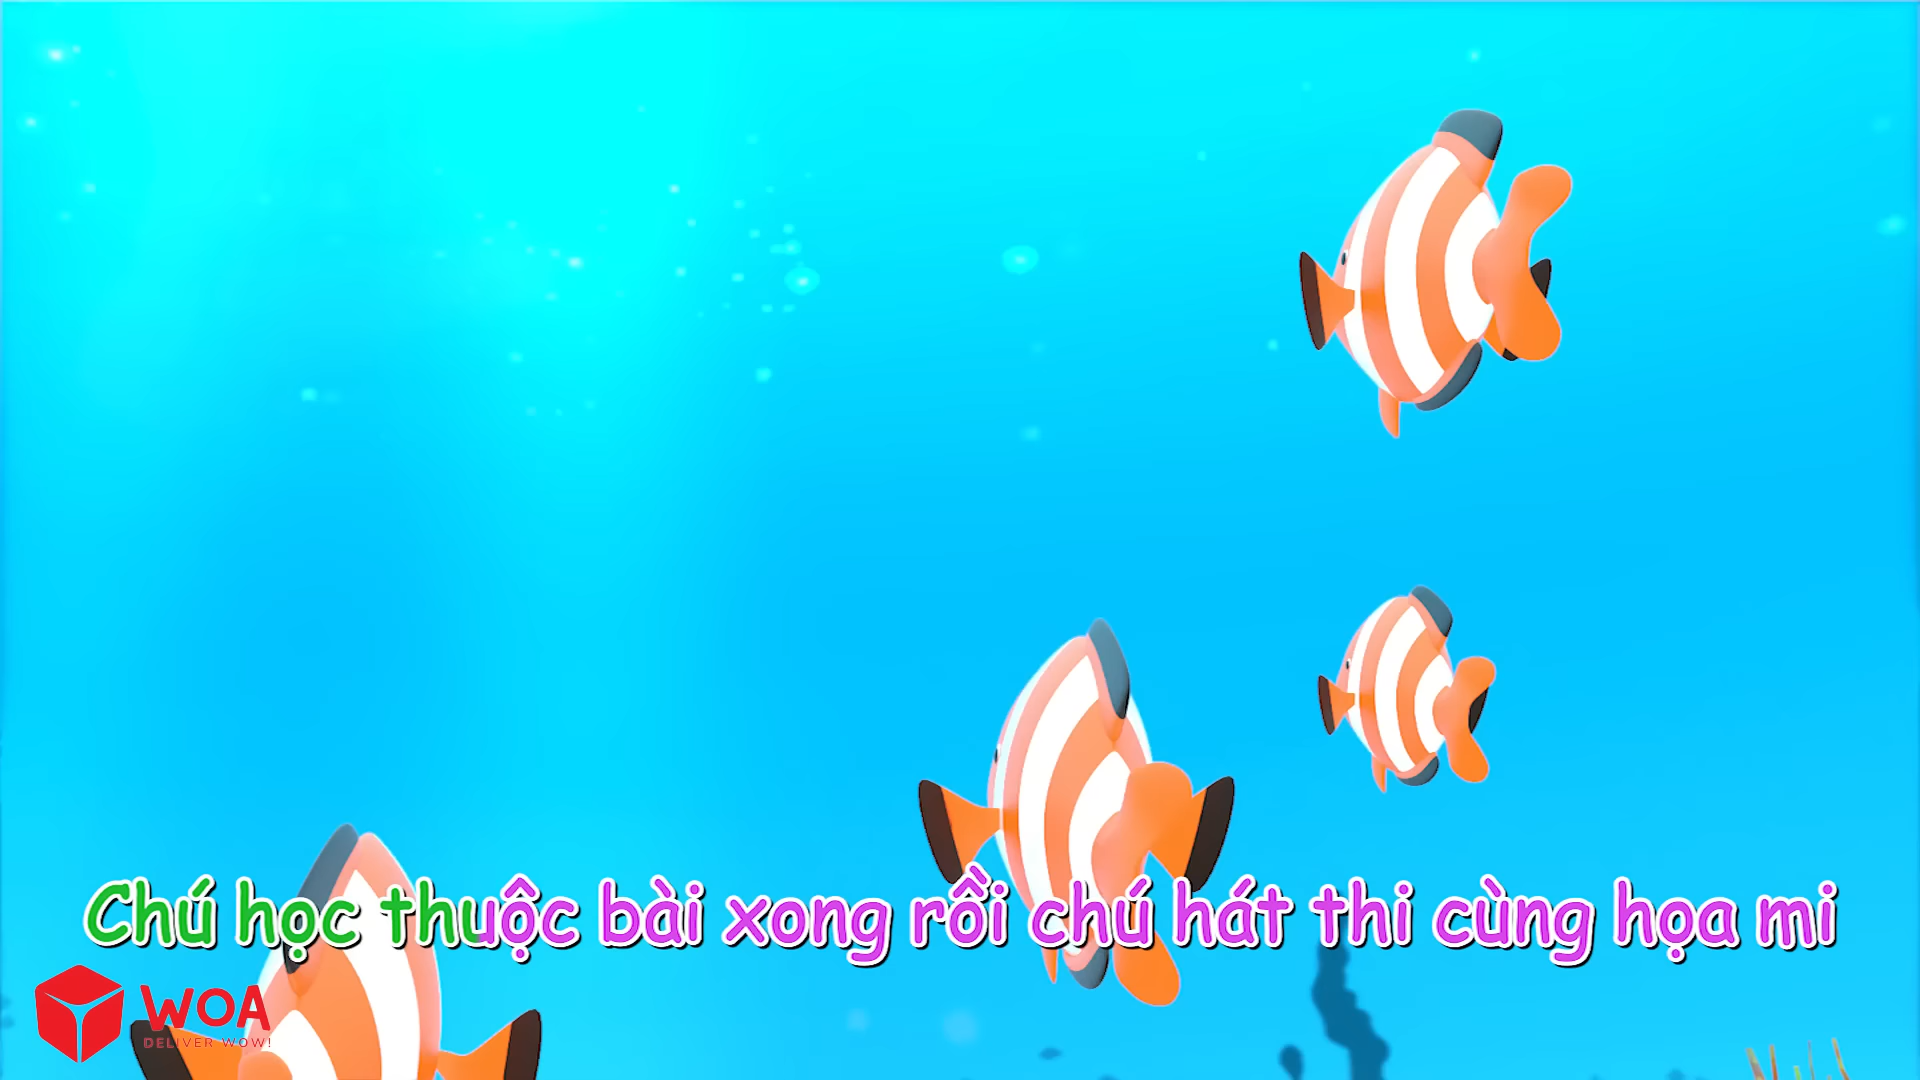 Chú học thuộc bài xong rồi chú hát thi cùng họa mi
WOA
DELIVER WOW!